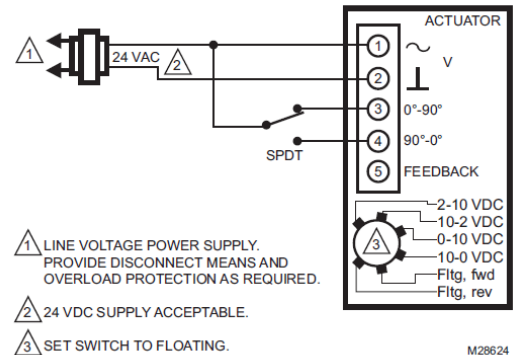 ACTUATOR
1
24 VAC
2
1
V
2
3
0°-90°
4
90°-0°
SPDT
5
FEEDBACK
2-10 VDC
10-2 VDC
3
0-10 VDC
10-0 VDC
Fltg, fwd
Fltg, rev
1 LINE VOLTAGE POWER SUPPLY.
PROVIDE DISCONNECT MEANS AND
OVERLOAD PROTECTION AS REQUIRED.
2 24 VDC SUPPLY ACCEPTABLE.
3 SET SWITCH TO FLOATING.
M28624